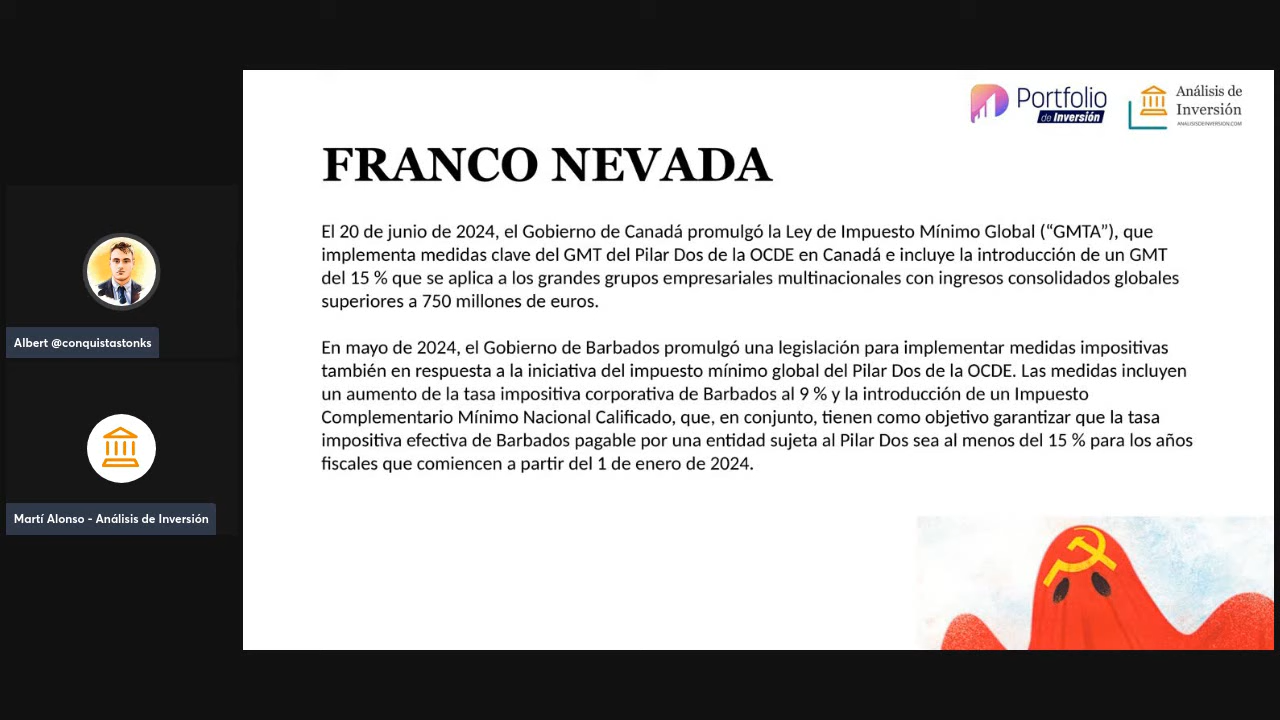 Portfolio
de Inversión
Análisis de
Inversión
ANALISISDEINVERSION.COM
FRANCO NEVADA
El 20 de junio de 2024, el Gobierno de Canadá promulgó la Ley de Impuesto Mínimo Global (“GMTA”), que
implementa medidas clave del GMT del Pilar Dos de la OCDE en Canadá e incluye la introducción de un GMT
del 15 % que se aplica a los grandes grupos empresariales multinacionales con ingresos consolidados globales
superiores a 750 millones de euros.
En mayo de 2024, el Gobierno de Barbados promulgó una legislación para implementar medidas impositivas
también en respuesta a la iniciativa del impuesto mínimo global del Pilar Dos de la OCDE. Las medidas incluyen
un aumento de la tasa impositiva corporativa de Barbados al 9 % y la introducción de un Impuesto
Complementario Mínimo Nacional Calificado, que, en conjunto, tienen como objetivo garantizar que la tasa
impositiva efectiva de Barbados pagable por una entidad sujeta al Pilar Dos sea al menos del 15 % para los años
fiscales que comiencen a partir del 1 de enero de 2024.
Albert @conquistastonks
Martí Alonso - Análisis de Inversión